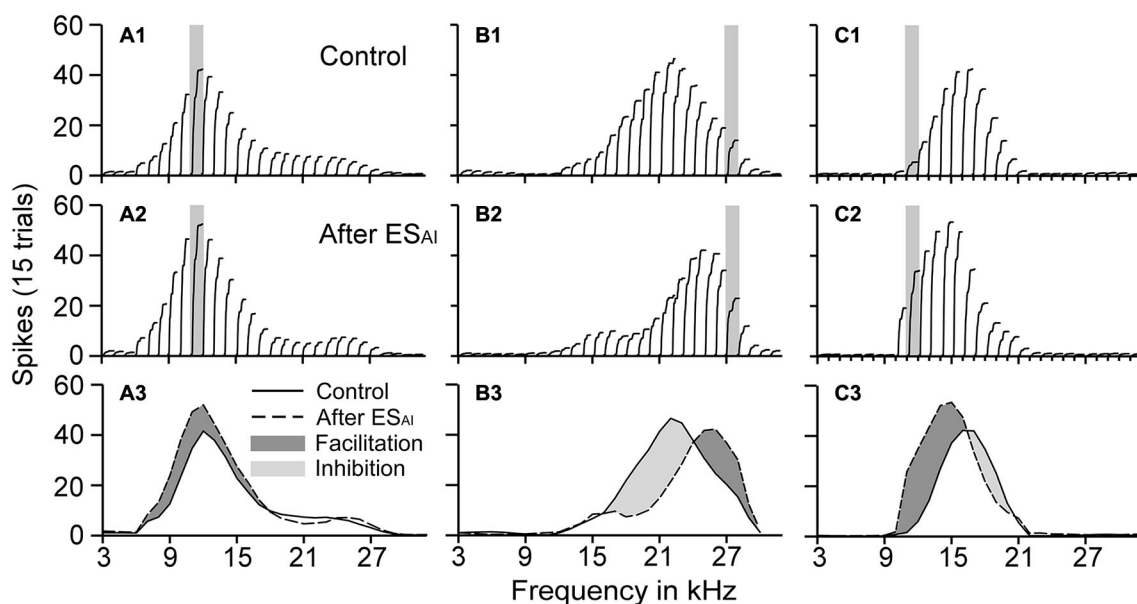 60
40
20
0
A1
Control
B1
C1
60
40
20
0
A2
After ESAI
B2
C2
60
40
20
0
A3
Control
After ESAI
Facilitation
Inhibition
B3
C3
3 9 15 21 27
3 9 15 21 27
3 9 15 21 27
Spikes (15 trials)
Frequency in kHz